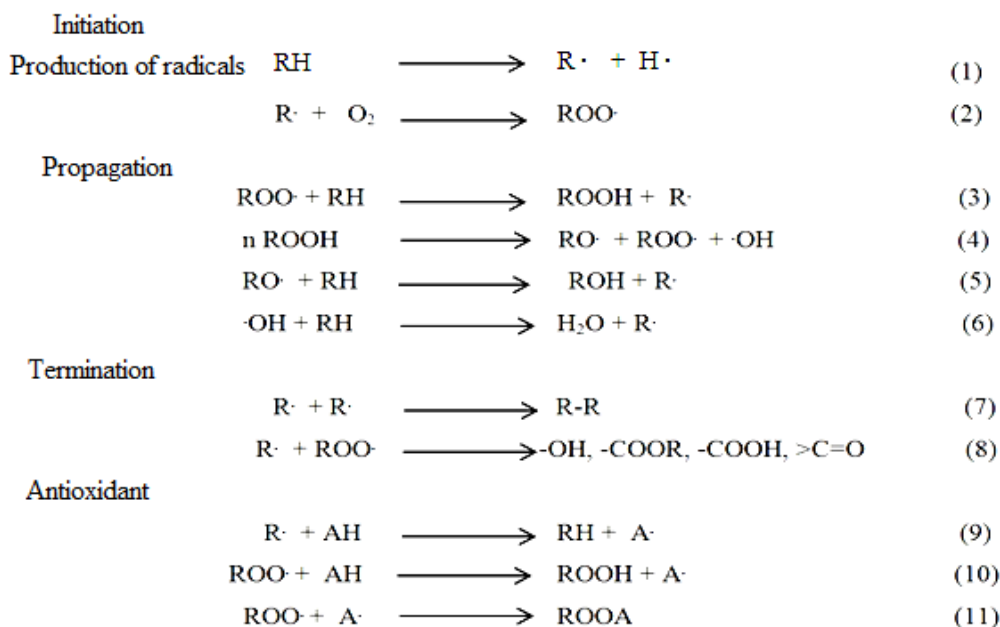 Initiation
Production of radicals RH ⟶ R· + H· (1)
R· + O₂ ⟶ ROO· (2)
Propagation
ROO· + RH ⟶ ROOH + R· (3)
n ROOH ⟶ RO· + ROO· + ·OH (4)
RO· + RH ⟶ ROH + R· (5)
·OH + RH ⟶ H₂O + R· (6)
Termination
R· + R· ⟶ R-R (7)
R· + ROO· ⟶ -OH, -COOR, -COOH, >C=O (8)
Antioxidant
R· + AH ⟶ RH + A· (9)
ROO· + AH ⟶ ROOH + A· (10)
ROO· + A· ⟶ ROOA (11)